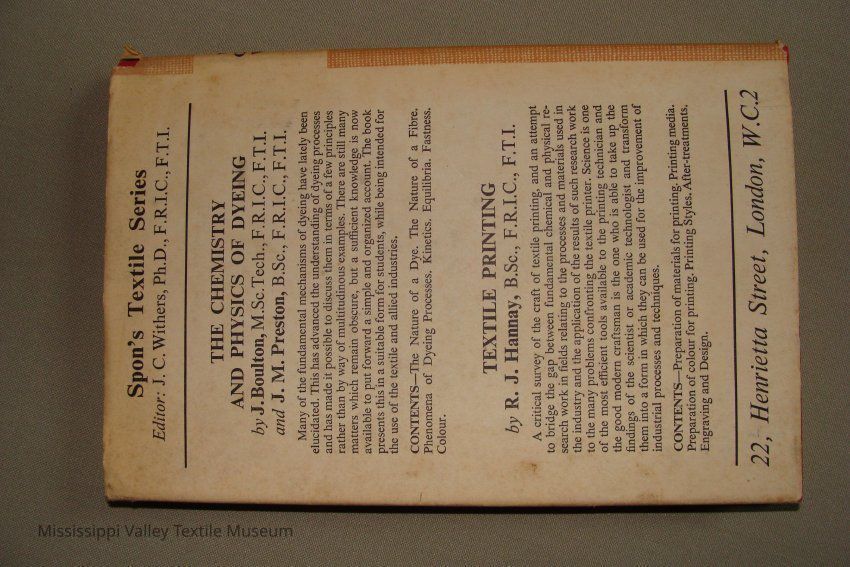 Spon's Textile Series
Editor: J. C. Withers, Ph.D., F.R.I.C., F.T.I.
THE CHEMISTRY
AND PHYSICS OF DYEING
by J. Boulton, M.Sc.Tech., F.R.I.C., F.T.I.
and J. M. Preston, B.Sc., F.R.I.C., F.T.I.
Many of the fundamental mechanisms of dyeing have lately been
elucidated. This has advanced the understanding of dyeing processes
and has made it possible to discuss them in terms of a few principles
rather than by way of multitudinous examples. There are still many
matters which remain obscure, but a sufficient knowledge is now
available to put forward a simple and organized account. The book
presents this in a suitable form for students, while being intended for
the use of the textile and allied industries.
CONTENTS—The Nature of a Dye. The Nature of a Fibre.
Phenomena of Dyeing Processes. Kinetics. Equilibria. Fastness.
Colour.
TEXTILE PRINTING
by R. J. Hannay, B.Sc., F.R.I.C., F.T.I.
A critical survey of the craft of textile printing, and an attempt
to bridge the gap between fundamental chemical and physical re-
search work in fields relating to the processes and materials used in
the industry and the application of the results of such research work
to the many problems confronting the textile printer. Science is one
of the most efficient tools available to the printing technician and
the good modern craftsman is the one who is able to take up the
findings of the scientist or academic technologist and transform
them into a form in which they can be used for the improvement of
industrial processes and techniques.
CONTENTS—Preparation of materials for printing. Printing media.
Preparation of colour for printing. Printing Styles. After-treatments.
Engraving and Design.
22, Henrietta Street, London, W.C.2
Mississippi Valley Textile Museum